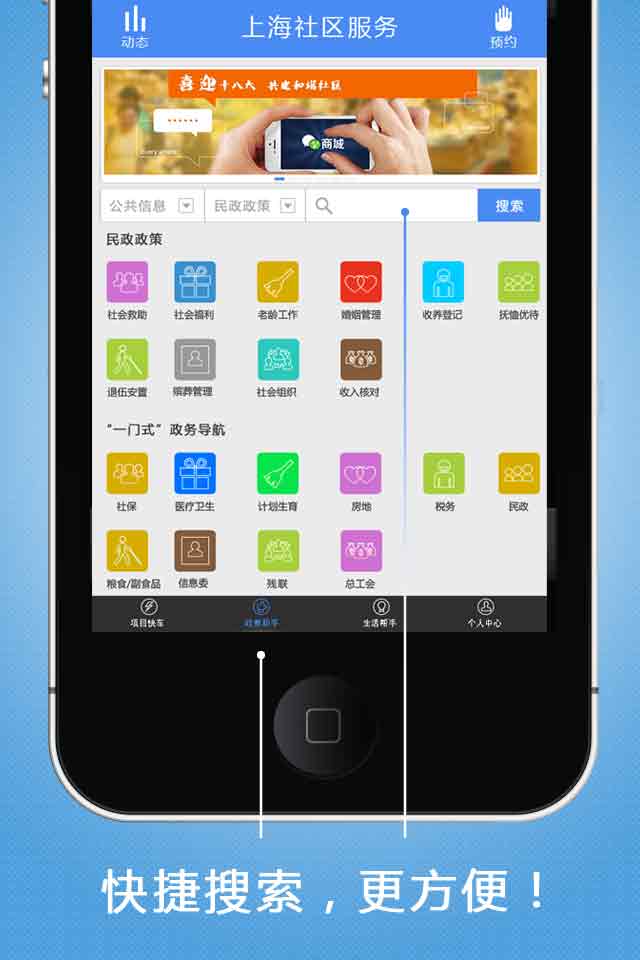 动态
上海社区服务
预约
喜迎十八大 共建和谐社区
商城
公共信息
民政政策
搜索
民政政策
社会救助
社会福利
老龄工作
婚姻管理
收养登记
抚恤优待
退伍安置
殡葬管理
社会组织
收入核对
“一门式”政务导航
社保
医疗卫生
计划生育
房地
税务
民政
粮食/副食品
信息委
残联
总工会
项目快车
政务助手
生活帮手
个人中心
快捷搜索，更方便！